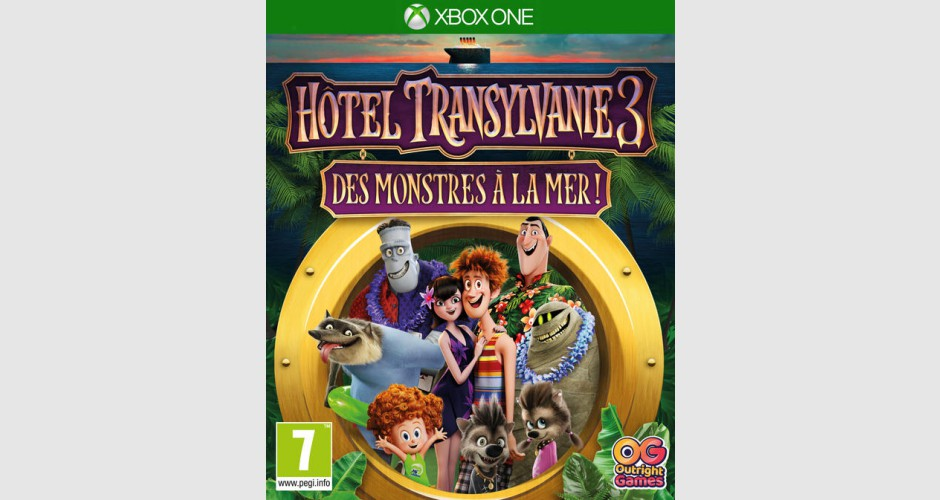 XBOX ONE
HÔTEL TRANSYLVANIE 3
DES MONSTRES À LA MER !
7
www.pegi.info
OG
Outright
Games